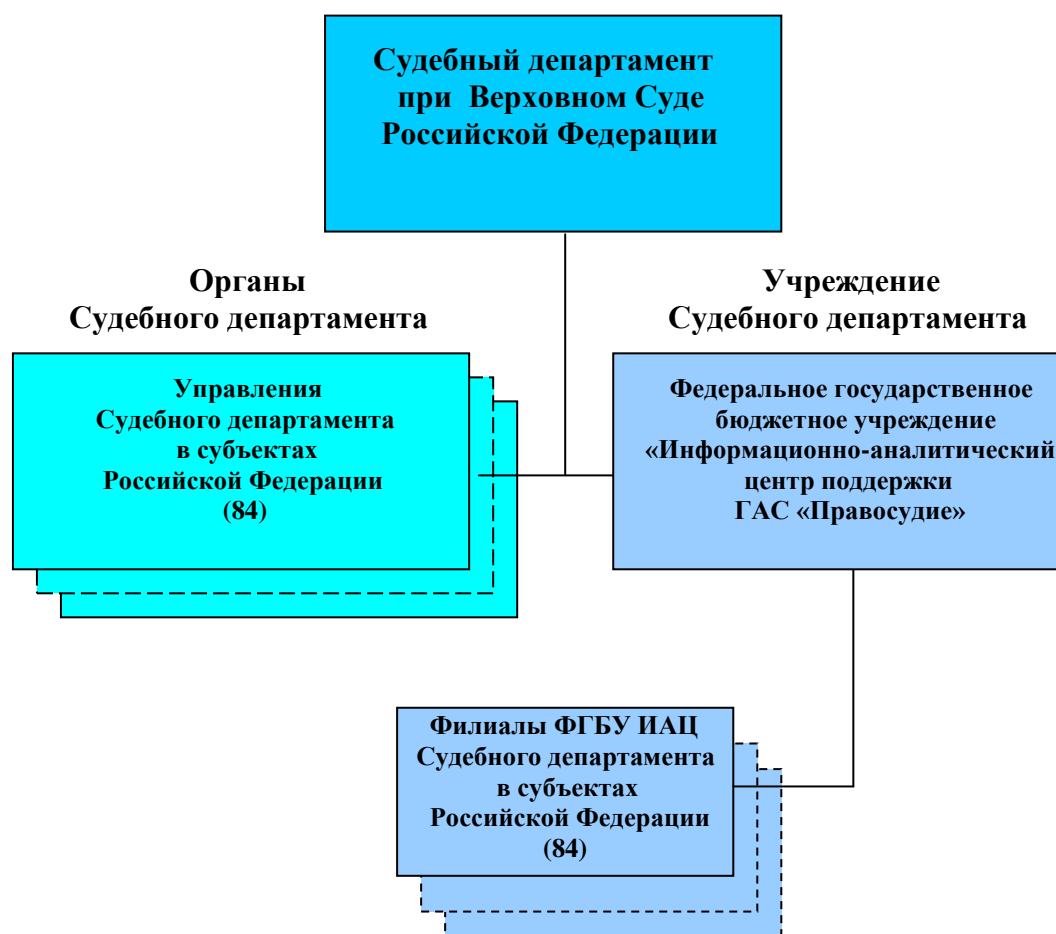 Судебный департамент
при Верховном Суде
Российской Федерации
Органы
Судебного департамента
Учреждение
Судебного департамента
Управления
Судебного департамента
в субъектах
Российской Федерации
(84)
Федеральное государственное
бюджетное учреждение
«Информационно-аналитический
центр поддержки
ГАС «Правосудие»
Филиалы ФГБУ ИАЦ
Судебного департамента
в субъектах
Российской Федерации
(84)